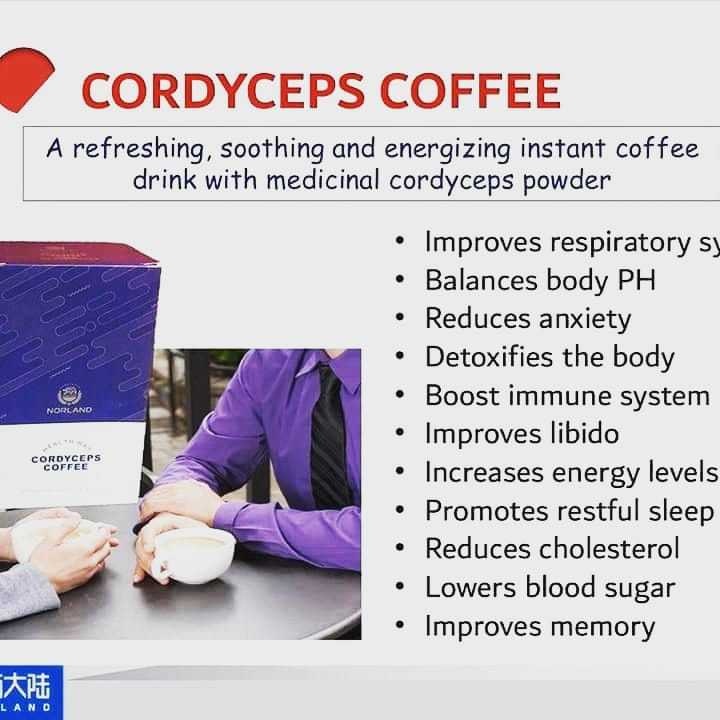 CORDYCEPS COFFEE
A refreshing, soothing and energizing instant coffee
drink with medicinal cordyceps powder
• Improves respiratory sy
• Balances body PH
• Reduces anxiety
• Detoxifies the body
• Boost immune system
• Improves libido
• Increases energy levels
• Promotes restful sleep
• Reduces cholesterol
• Lowers blood sugar
• Improves memory
NORLAND
CORDYCEPS
COFFEE
大陆
LAND